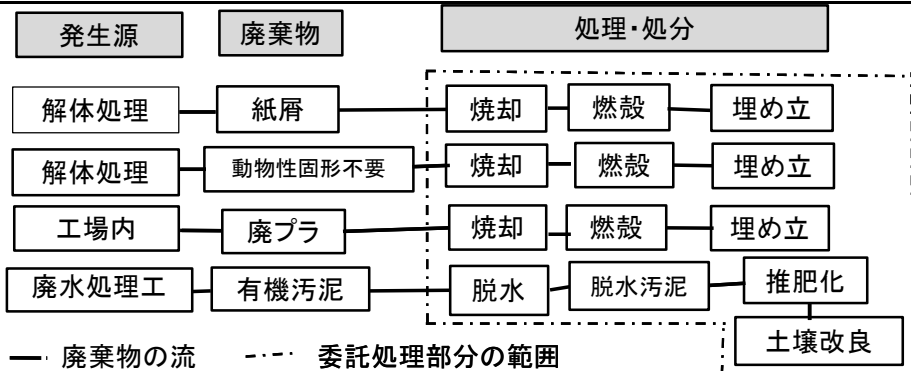 発生源 廃棄物 処理・処分
解体処理 紙屑 焼却 燃殻 埋め立
解体処理 動物性固形不要 焼却 燃殻 埋め立
工場内 廃プラ 焼却 燃殻 埋め立
廃水処理工 有機汚泥 脱水 脱水汚泥 推肥化
土壌改良
廃棄物の流 委託処理部分の範囲